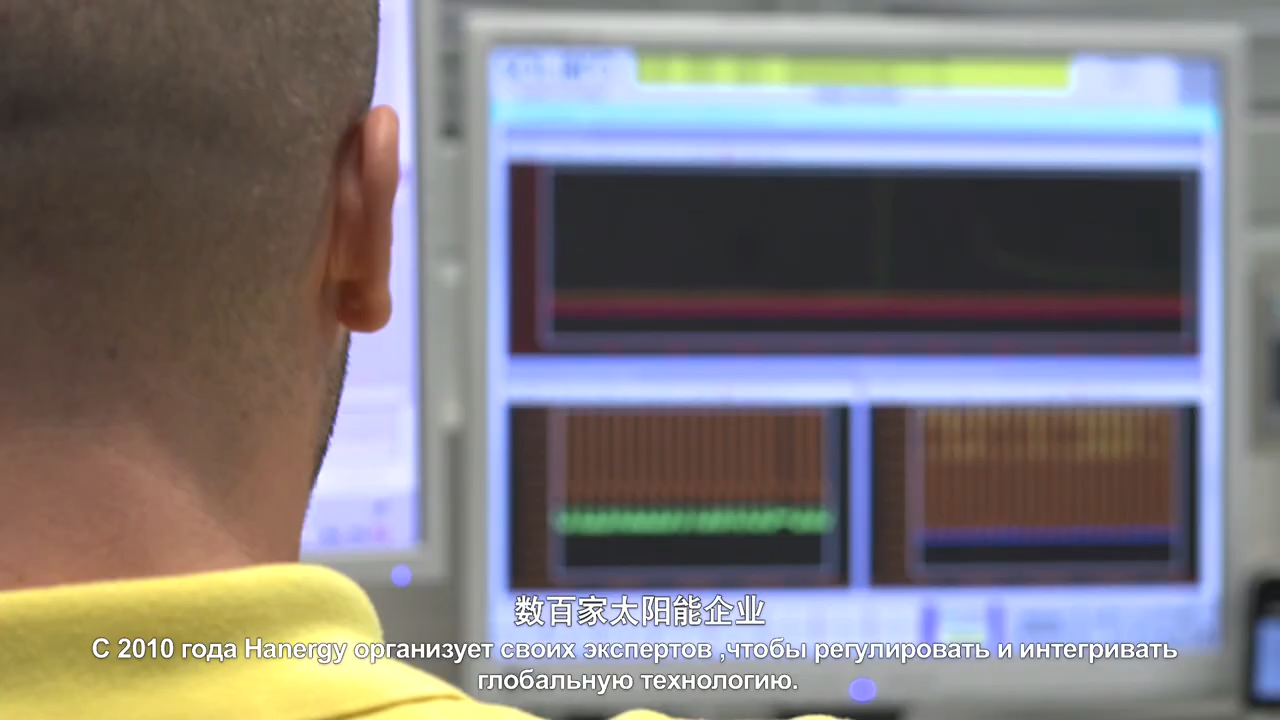 数百家太阳能企业
С 2010 года Hanergy организует своих экспертов ,чтобы регулировать и интегривать
глобальную технологию.